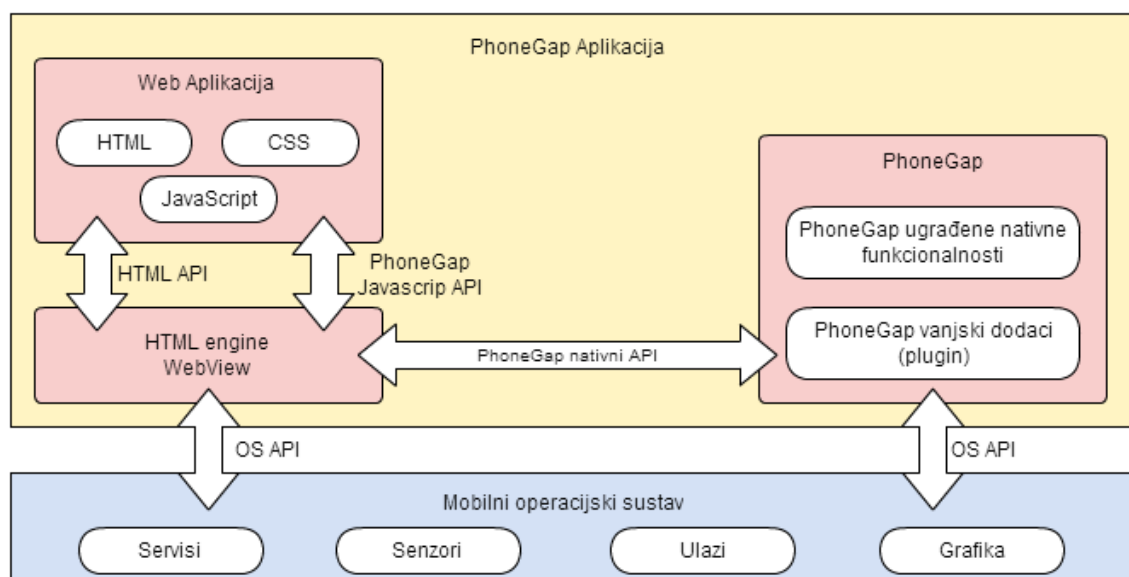 PhoneGap Aplikacija
Web Aplikacija
HTML
CSS
JavaScript
PhoneGap
PhoneGap ugrađene nativne
funkcionalnosti
PhoneGap vanjski dodaci
(plugin)
HTML API
PhoneGap
Javascrip API
HTML engine
WebView
PhoneGap nativni API
OS API
OS API
Mobilni operacijski sustav
Servisi
Senzori
Ulazi
Grafika